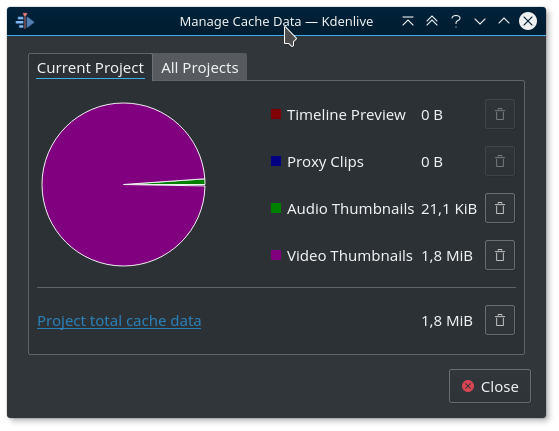 Manage Cache Data — Kdenlive
Current Project
All Projects
Timeline Preview 0 B
Proxy Clips 0 B
Audio Thumbnails 21,1 KiB
Video Thumbnails 1,8 MiB
Project total cache data 1,8 MiB
Close